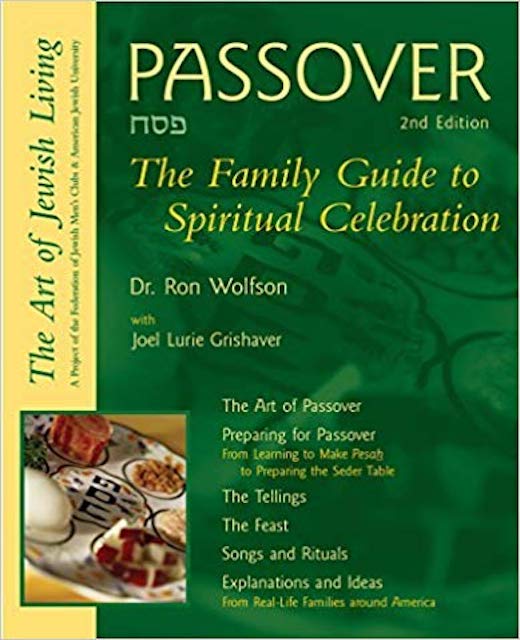 The Art of Jewish Living
A Project of the Federation of Jewish Men's Clubs & American Jewish University
PASSOVER
פסח
2nd Edition
The Family Guide to
Spiritual Celebration
Dr. Ron Wolfson
with
Joel Lurie Grishaver
The Art of Passover
Preparing for Passover
From Learning to Make Pesaḥ
to Preparing the Seder Table
The Tellings
The Feast
Songs and Rituals
Explanations and Ideas
From Real-Life Families around America
פסח